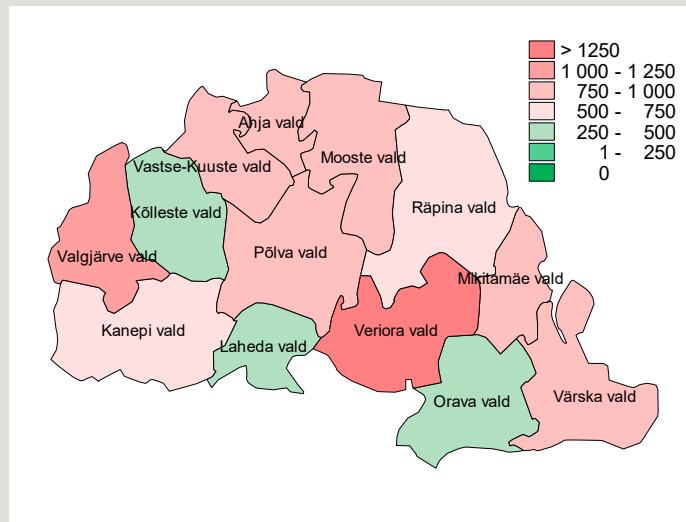 > 1250
1 000 - 1 250
750 - 1 000
500 - 750
250 - 500
1 - 250
0
Ahja vald
Mooste vald
Vastse-Kuuste vald
Räpina vald
Kõlleste vald
Põlva vald
Valgjärve vald
Mikitamäe vald
Kanepi vald
Veriora vald
Laheda vald
Värska vald
Orava vald